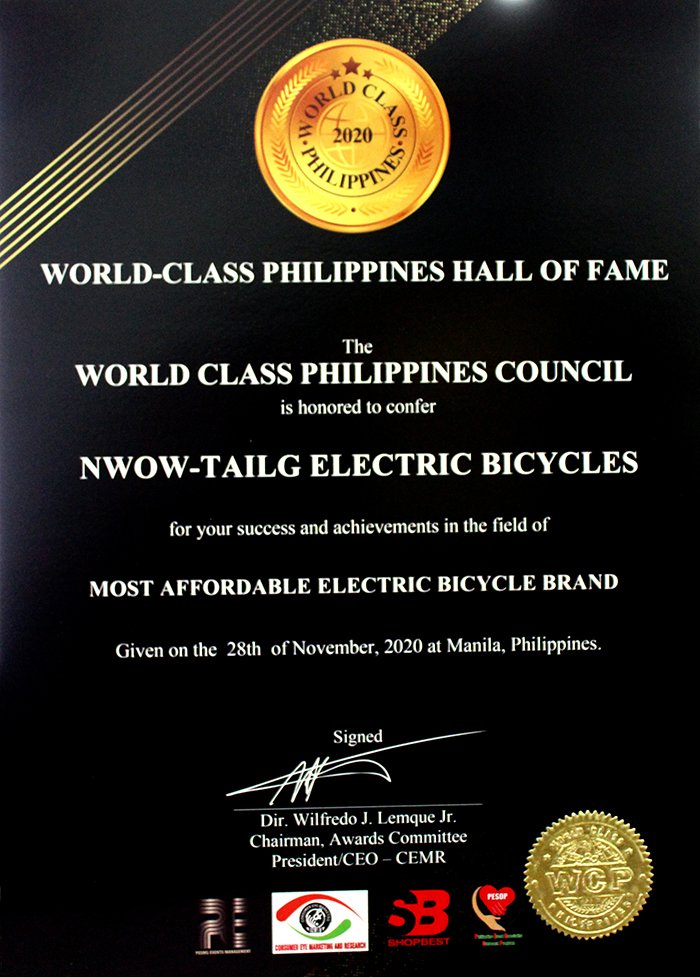 WORLD CLASS
2020
PHILIPPINES
WORLD-CLASS PHILIPPINES HALL OF FAME
The
WORLD CLASS PHILIPPINES COUNCIL
is honored to confer
NWOW-TAILG ELECTRIC BICYCLES
for your success and achievements in the field of
MOST AFFORDABLE ELECTRIC BICYCLE BRAND
Given on the 28th of November, 2020 at Manila, Philippines.
Signed
Dir. Wilfredo J. Lemque Jr.
Chairman, Awards Committee
President/CEO – CEMR
WORLD CLASS
WCP
PHILIPPINES
CONSUMER EYE MARKETING AND RESEARCH
SB
SHOPBEST
PESOP